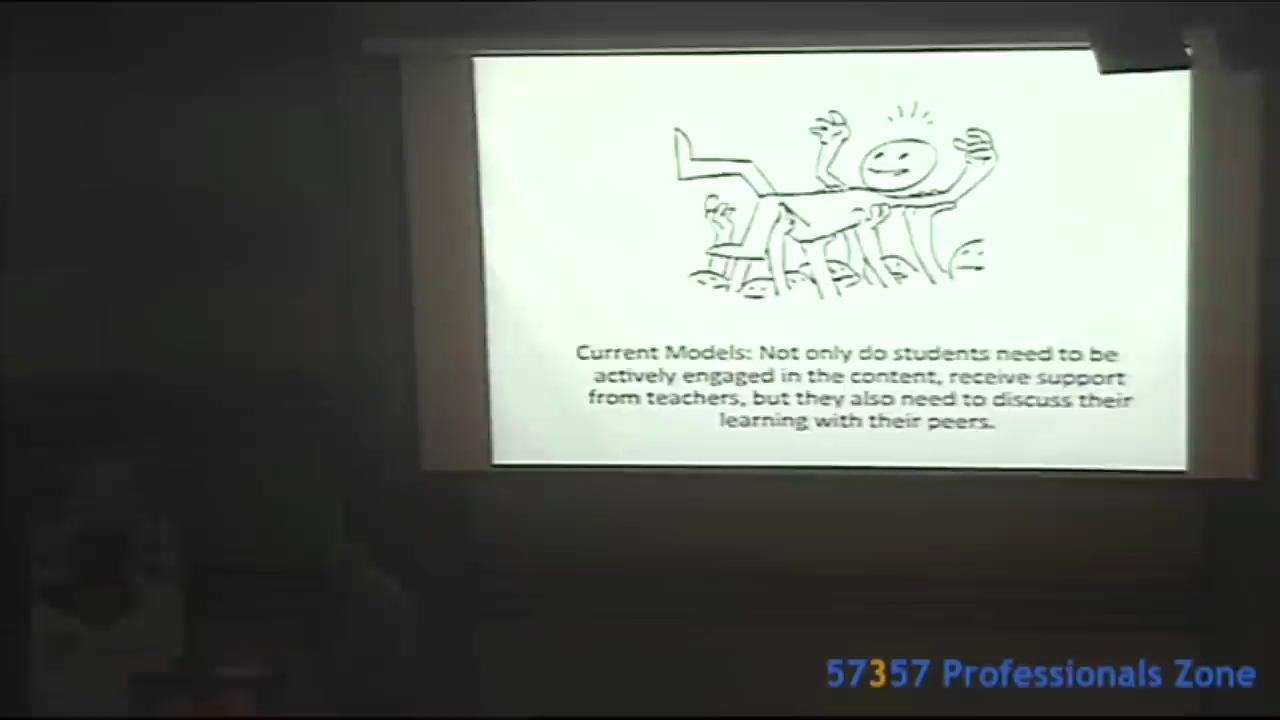 Current Models: Not only do students need to be
actively engaged in the content, receive support
from teachers, but they also need to discuss their
learning with their peers.
57357 Professionals Zone